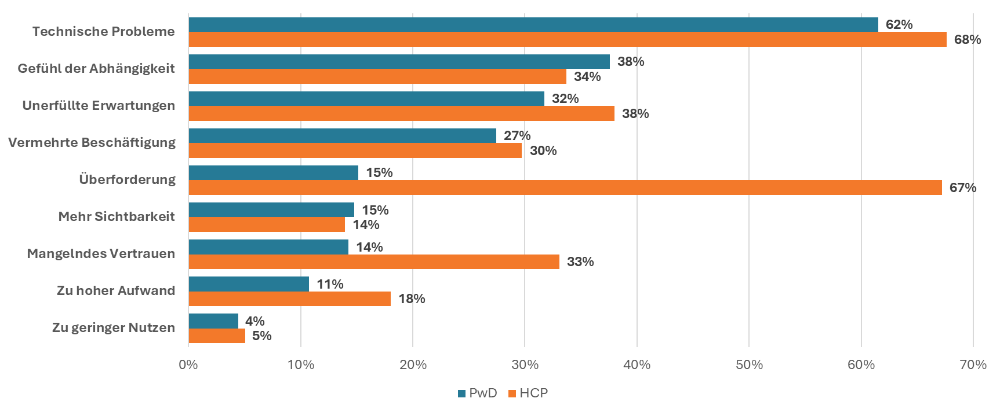 Technische Probleme
62%
68%
Gefühl der Abhängigkeit
38%
34%
Unerfüllte Erwartungen
32%
38%
Vermehrte Beschäftigung
27%
30%
Überforderung
15%
67%
Mehr Sichtbarkeit
15%
14%
Mangelndes Vertrauen
14%
33%
Zu hoher Aufwand
11%
18%
Zu geringer Nutzen
4%
5%
0% 10% 20% 30% 40% 50% 60% 70%
PwD HCP